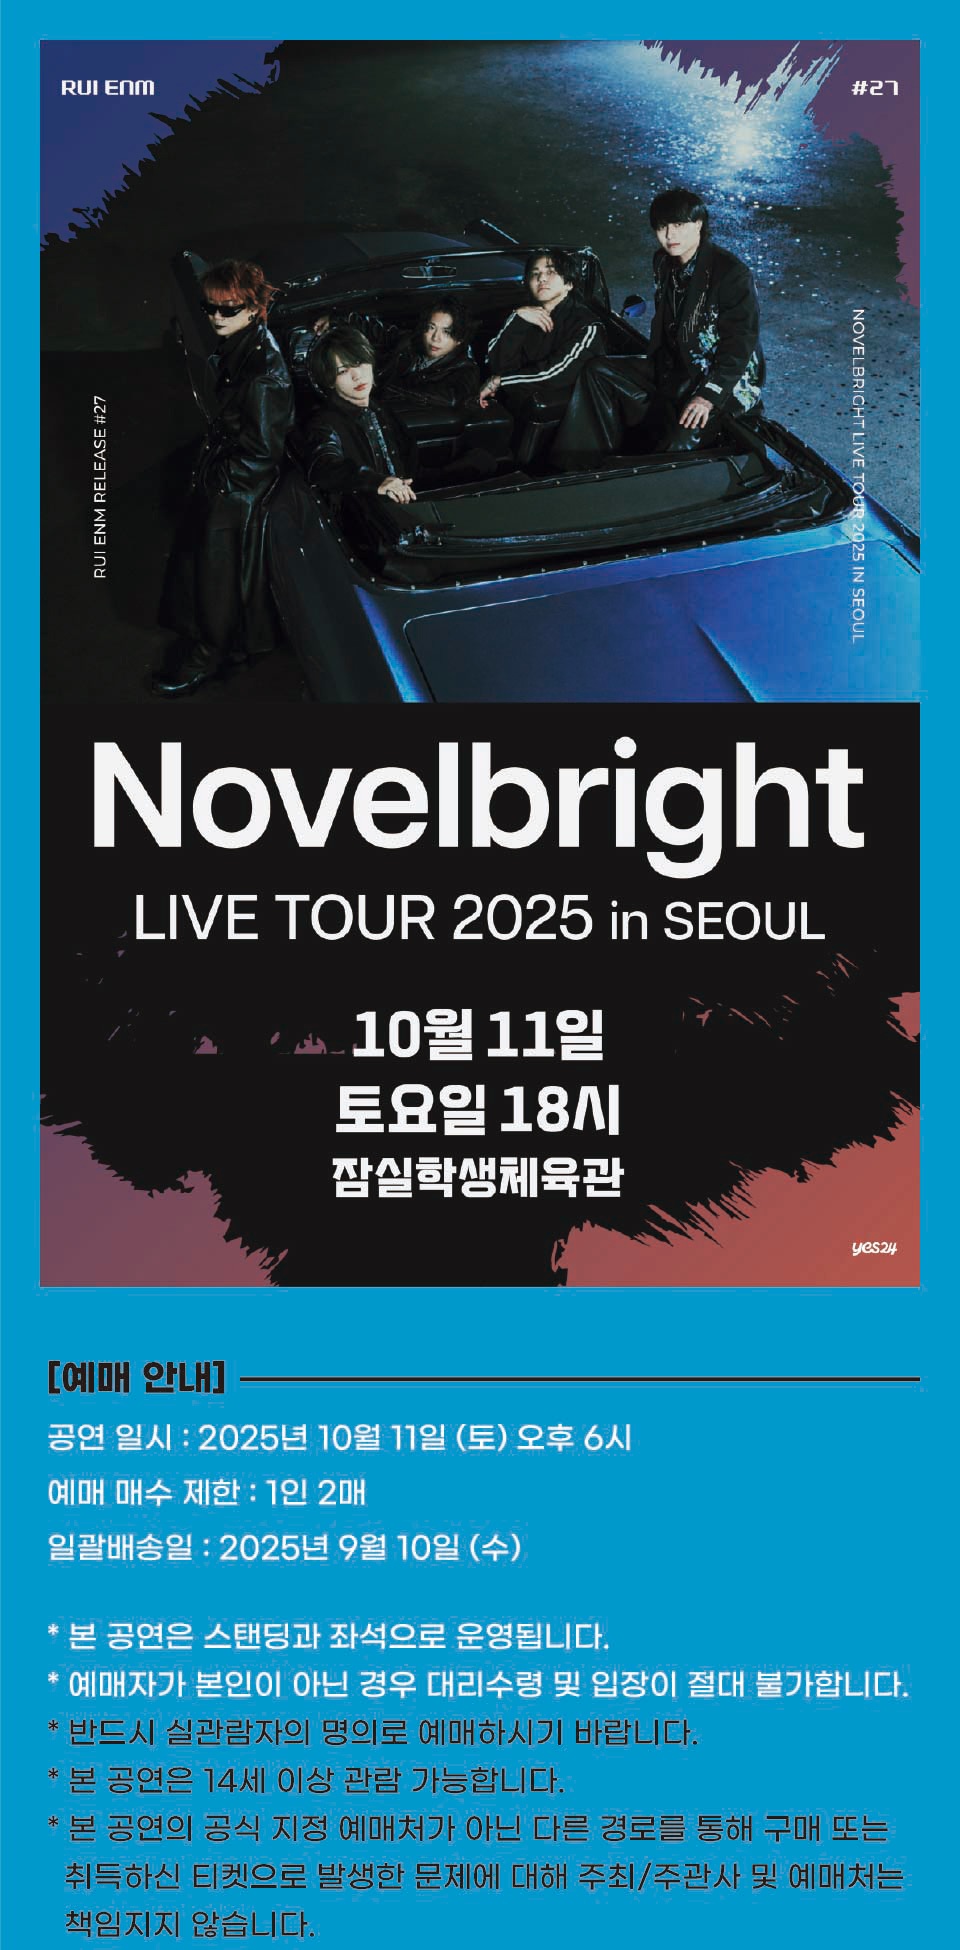 RUI ENM
#27
RUI ENM RELEASE #27
NOVELBRIGHT LIVE TOUR 2025 IN SEOUL
Novelbright
LIVE TOUR 2025 in SEOUL
10월 11일
토요일 18시
잠실학생체육관
yes24
[예매 안내]
공연 일시 : 2025년 10월 11일 (토) 오후 6시
예매 매수 제한 : 1인 2매
일괄배송일 : 2025년 9월 10일 (수)
* 본 공연은 스탠딩과 좌석으로 운영됩니다.
* 예매자가 본인이 아닌 경우 대리수령 및 입장이 절대 불가합니다.
* 반드시 실관람자의 명의로 예매하시기 바랍니다.
* 본 공연은 14세 이상 관람 가능합니다.
* 본 공연의 공식 지정 예매처가 아닌 다른 경로를 통해 구매 또는
취득하신 티켓으로 발생한 문제에 대해 주최/주관사 및 예매처는
책임지지 않습니다.